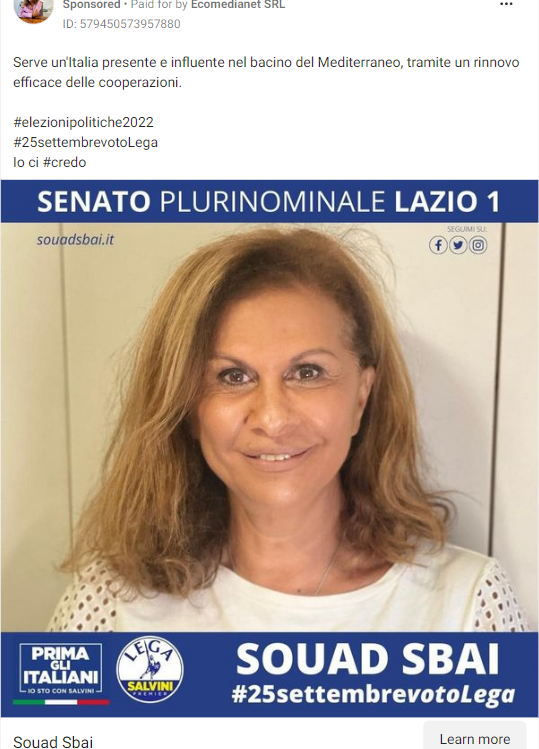 Sponsored • Paid for by Ecomedianet SRL
ID: 579450573957880
Serve un'Italia presente e influente nel bacino del Mediterraneo, tramite un rinnovo
efficace delle cooperazioni.
#elezionipolitiche2022
#25settembrevotoLega
Io ci #credo
SENATO PLURINOMINALE LAZIO 1
souadsbai.it
SEGUIMI SU:
PRIMA
GLI
ITALIANI
IO STO CON SALVINI
LEGA
SALVINI
PREMIER
SOUAD SBAI
#25settembrevotoLega
Souad Sbai
Learn more